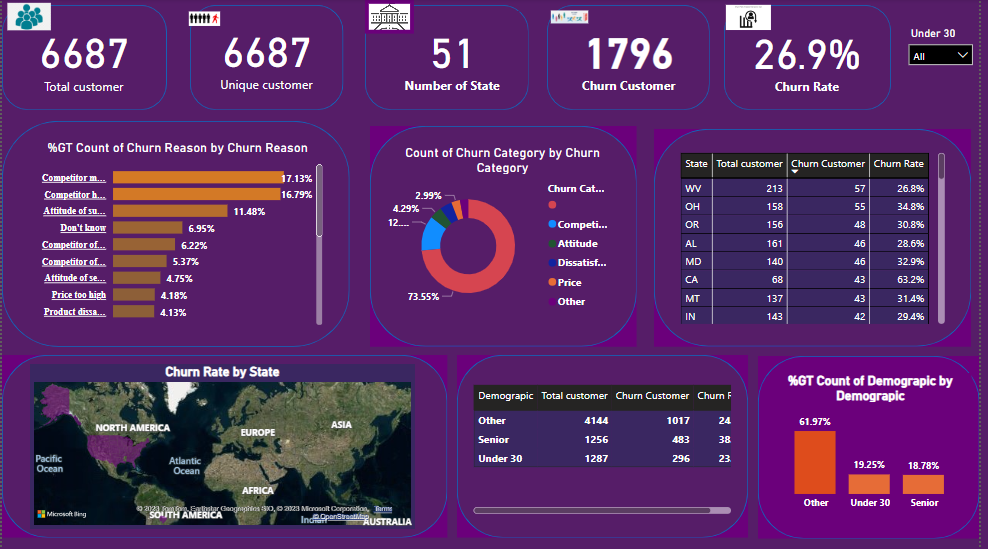 6687
Total customer
6687
Unique customer
51
Number of State
1796
Churn Customer
26.9%
Churn Rate
Under 30
All
%GT Count of Churn Reason by Churn Reason
Competitor m... 17.13%
Competitor h... 16.79%
Attitude of su... 11.48%
Don't know 6.95%
Competitor of... 6.22%
Competitor of... 5.37%
Attitude of se... 4.75%
Price too high 4.18%
Product dissa... 4.13%
Count of Churn Category by Churn
Category
2.99%
4.29%
12....
73.55%
Churn Cat...
Competi...
Attitude
Dissatisf...
Price
Other
State Total customer Churn Customer Churn Rate
WV 213 57 26.8%
OH 158 55 34.8%
OR 156 48 30.8%
AL 161 46 28.6%
MD 140 46 32.9%
CA 68 43 63.2%
MT 137 43 31.4%
IN 143 42 29.4%
Churn Rate by State
NORTH AMERICA
EUROPE
ASIA
Pacific
Ocean
Atlantic
Ocean
AFRICA
SOUTH AMERICA
AUSTRALIA
Microsoft Bing
© 2023 TomTom, Earthstar Geographics SIO, © 2023 Microsoft Corporation, Terms
© OpenStreetMap
Demograpic Total customer Churn Customer Churn R
Other 4144 1017 24.
Senior 1256 483 38.
Under 30 1287 296 23.
%GT Count of Demograpic by
Demograpic
61.97%
19.25%
18.78%
Other
Under 30
Senior